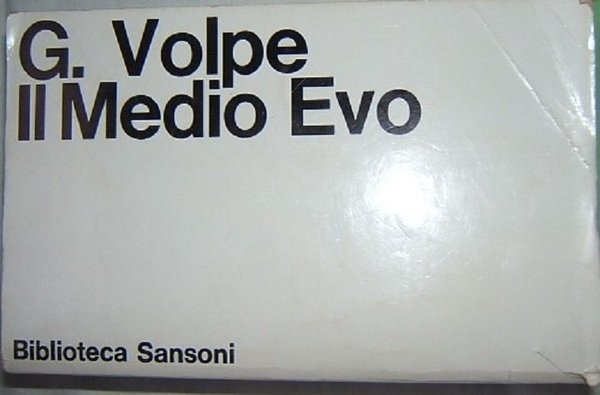 G. Volpe
Il Medio Evo
Biblioteca Sansoni